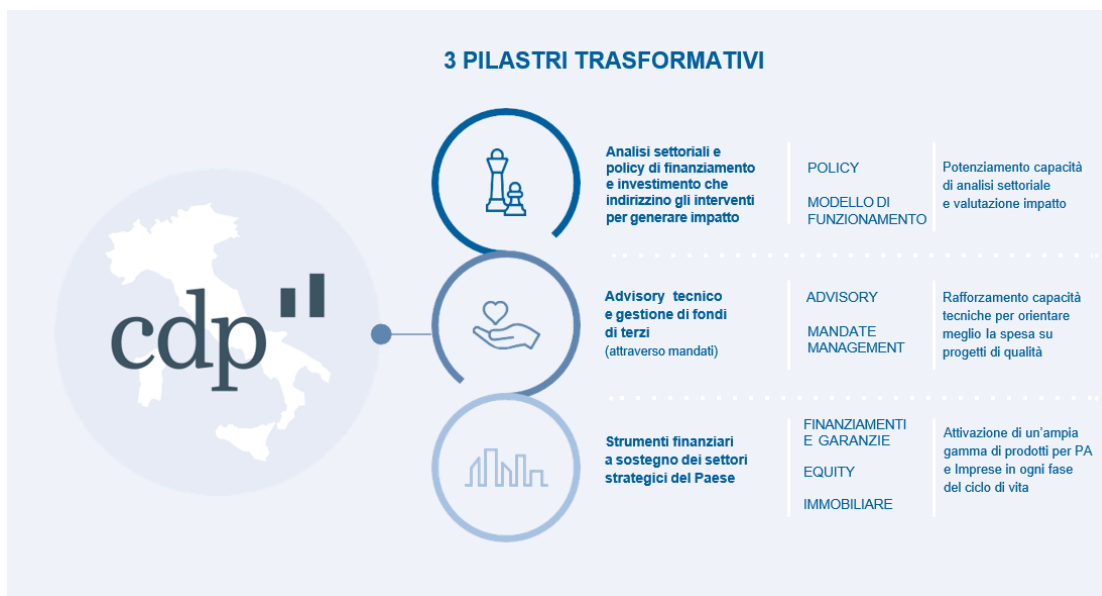 3 PILASTRI TRASFORMATIVI
cdp
Analisi settoriali e
policy di finanziamento
e investimento che
indirizzino gli interventi
per generare impatto
POLICY
MODELLO DI
FUNZIONAMENTO
Potenziamento capacità
di analisi settoriale
e valutazione impatto
Advisory tecnico
e gestione di fondi
di terzi
(attraverso mandati)
ADVISORY
MANDATE
MANAGEMENT
Rafforzamento capacità
tecniche per orientare
meglio la spesa su
progetti di qualità
Strumenti finanziari
a sostegno dei settori
strategici del Paese
FINANZIAMENTI
E GARANZIE
EQUITY
IMMOBILIARE
Attivazione di un'ampia
gamma di prodotti per PA
e Imprese in ogni fase
del ciclo di vita